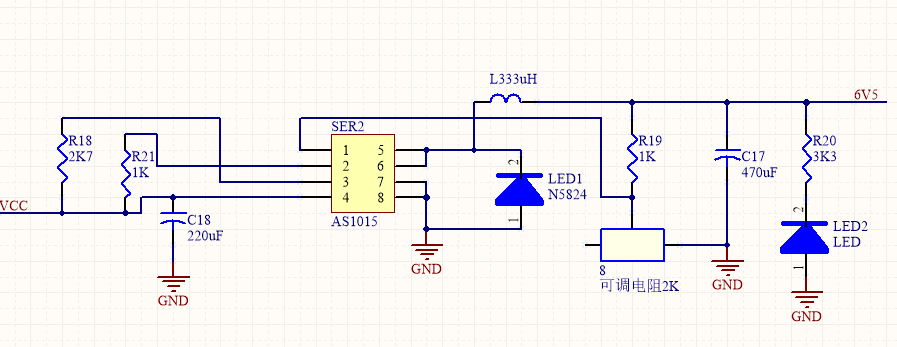 L333uH
6V5
R18
2K7
R21
1K
SER2
1
2
3
4
5
6
7
8
AS1015
VCC
C18
220uF
GND
GND
2
1
LED1
N5824
R19
1K
8
可调电阻2K
C17
470uF
GND
R20
3K3
2
1
LED2
LED
GND